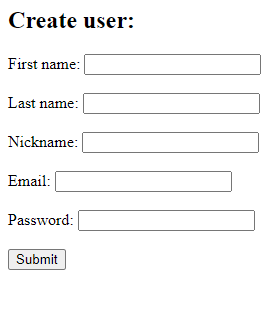 Create user:
First name:
Last name:
Nickname:
Email:
Password:
Submit